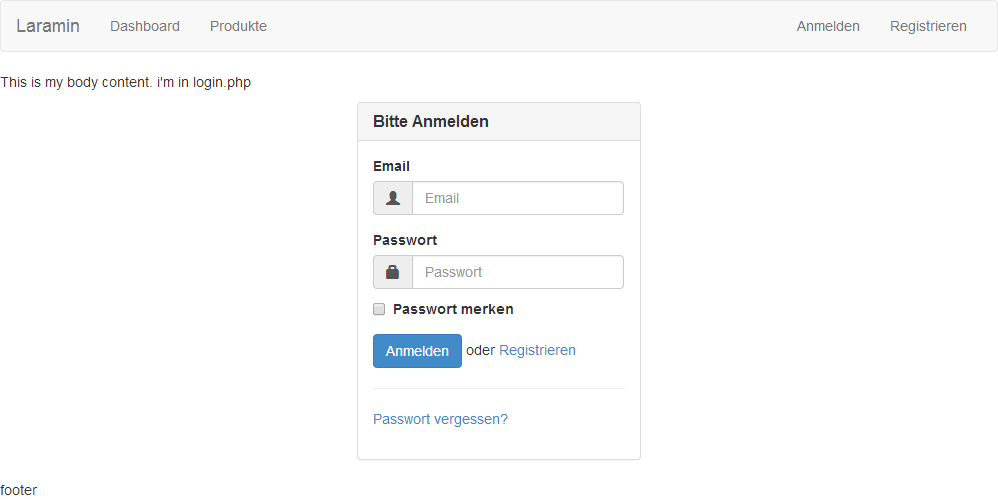 Laramin Dashboard Produkte Anmelden Registrieren
This is my body content. i'm in login.php
Bitte Anmelden
Email
Email
Passwort
Passwort
Passwort merken
Anmelden oder Registrieren
Passwort vergessen?
footer